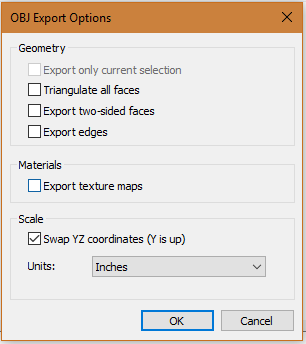 OBJ Export Options
Geometry
Export only current selection
Triangulate all faces
Export two-sided faces
Export edges
Materials
Export texture maps
Scale
Swap YZ coordinates (Y is up)
Units: Inches
OK Cancel